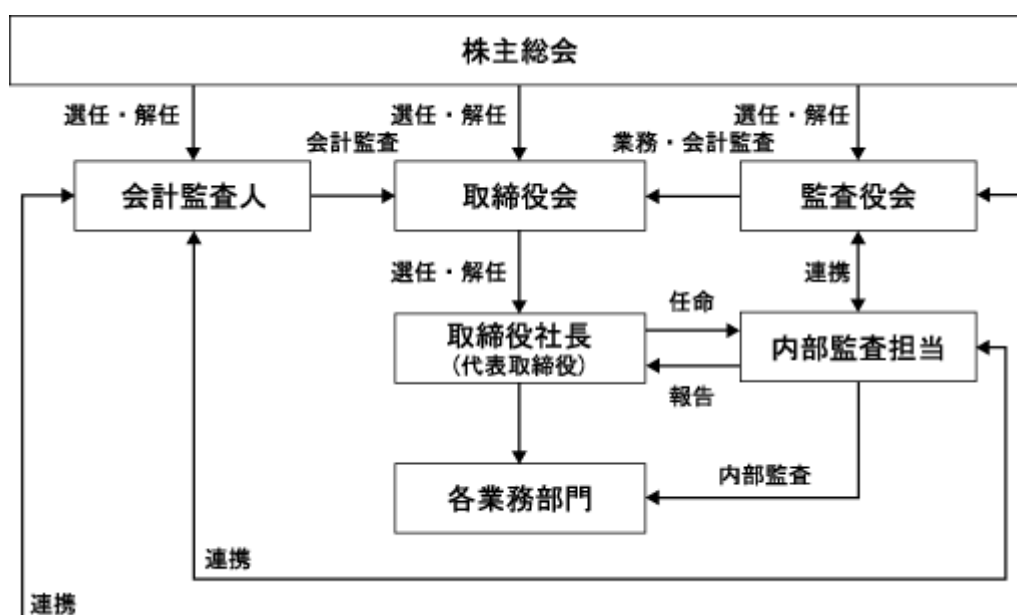 株主総会
選任・解任
選任・解任
選任・解任
会計監査
業務・会計監査
会計監査人
取締役会
監査役会
選任・解任
連携
任命
取締役社長
(代表取締役)
内部監査担当
報告
各業務部門
内部監査
連携
連携